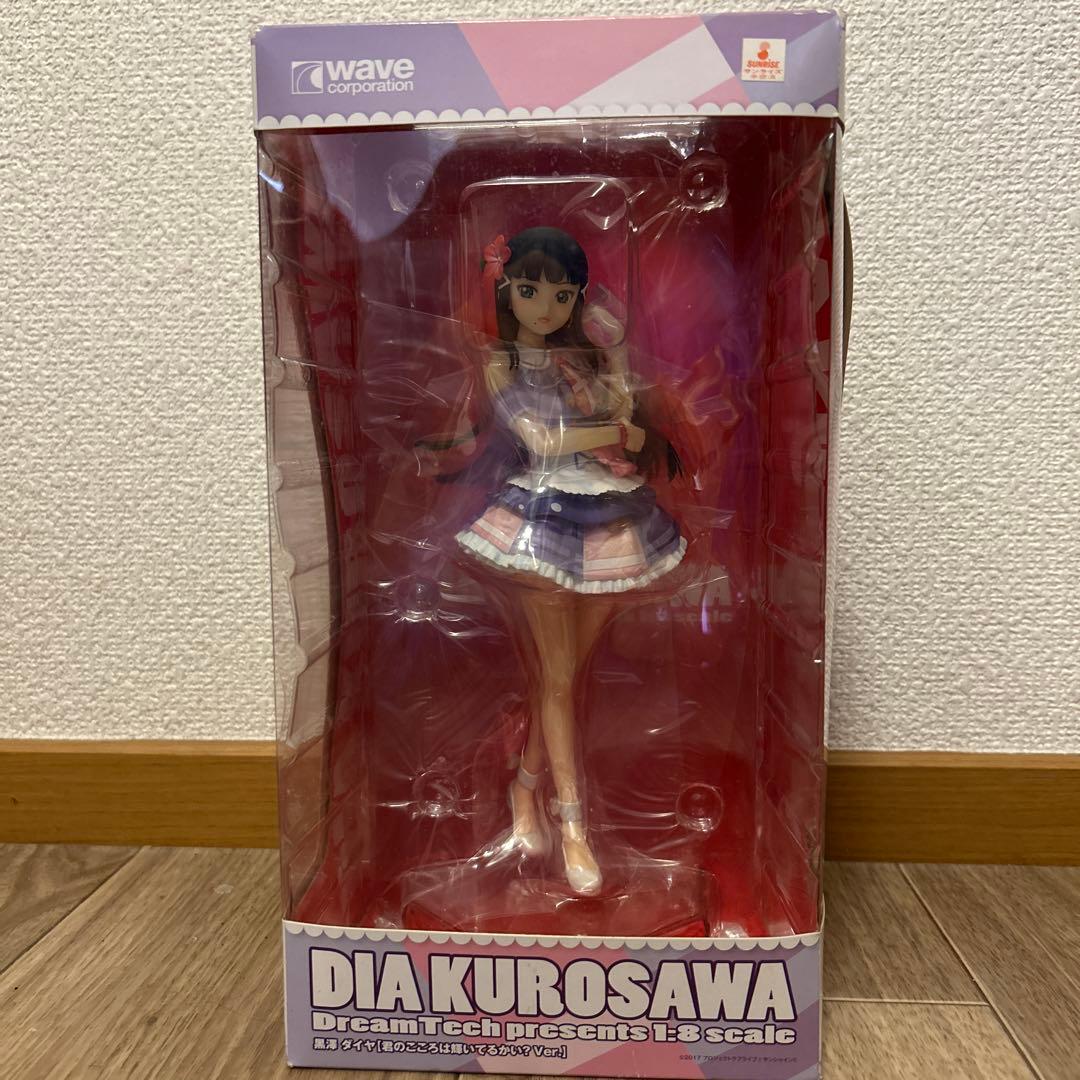 wave
corporation
SUNRISE
サンライズ
DIA KUROSAWA
DreamTech presents 1:8 scale
黒澤 ダイヤ【君のこころは輝いてるかい? Ver.】
©2017 プロジェクトラブライブ!サンシャイン!!